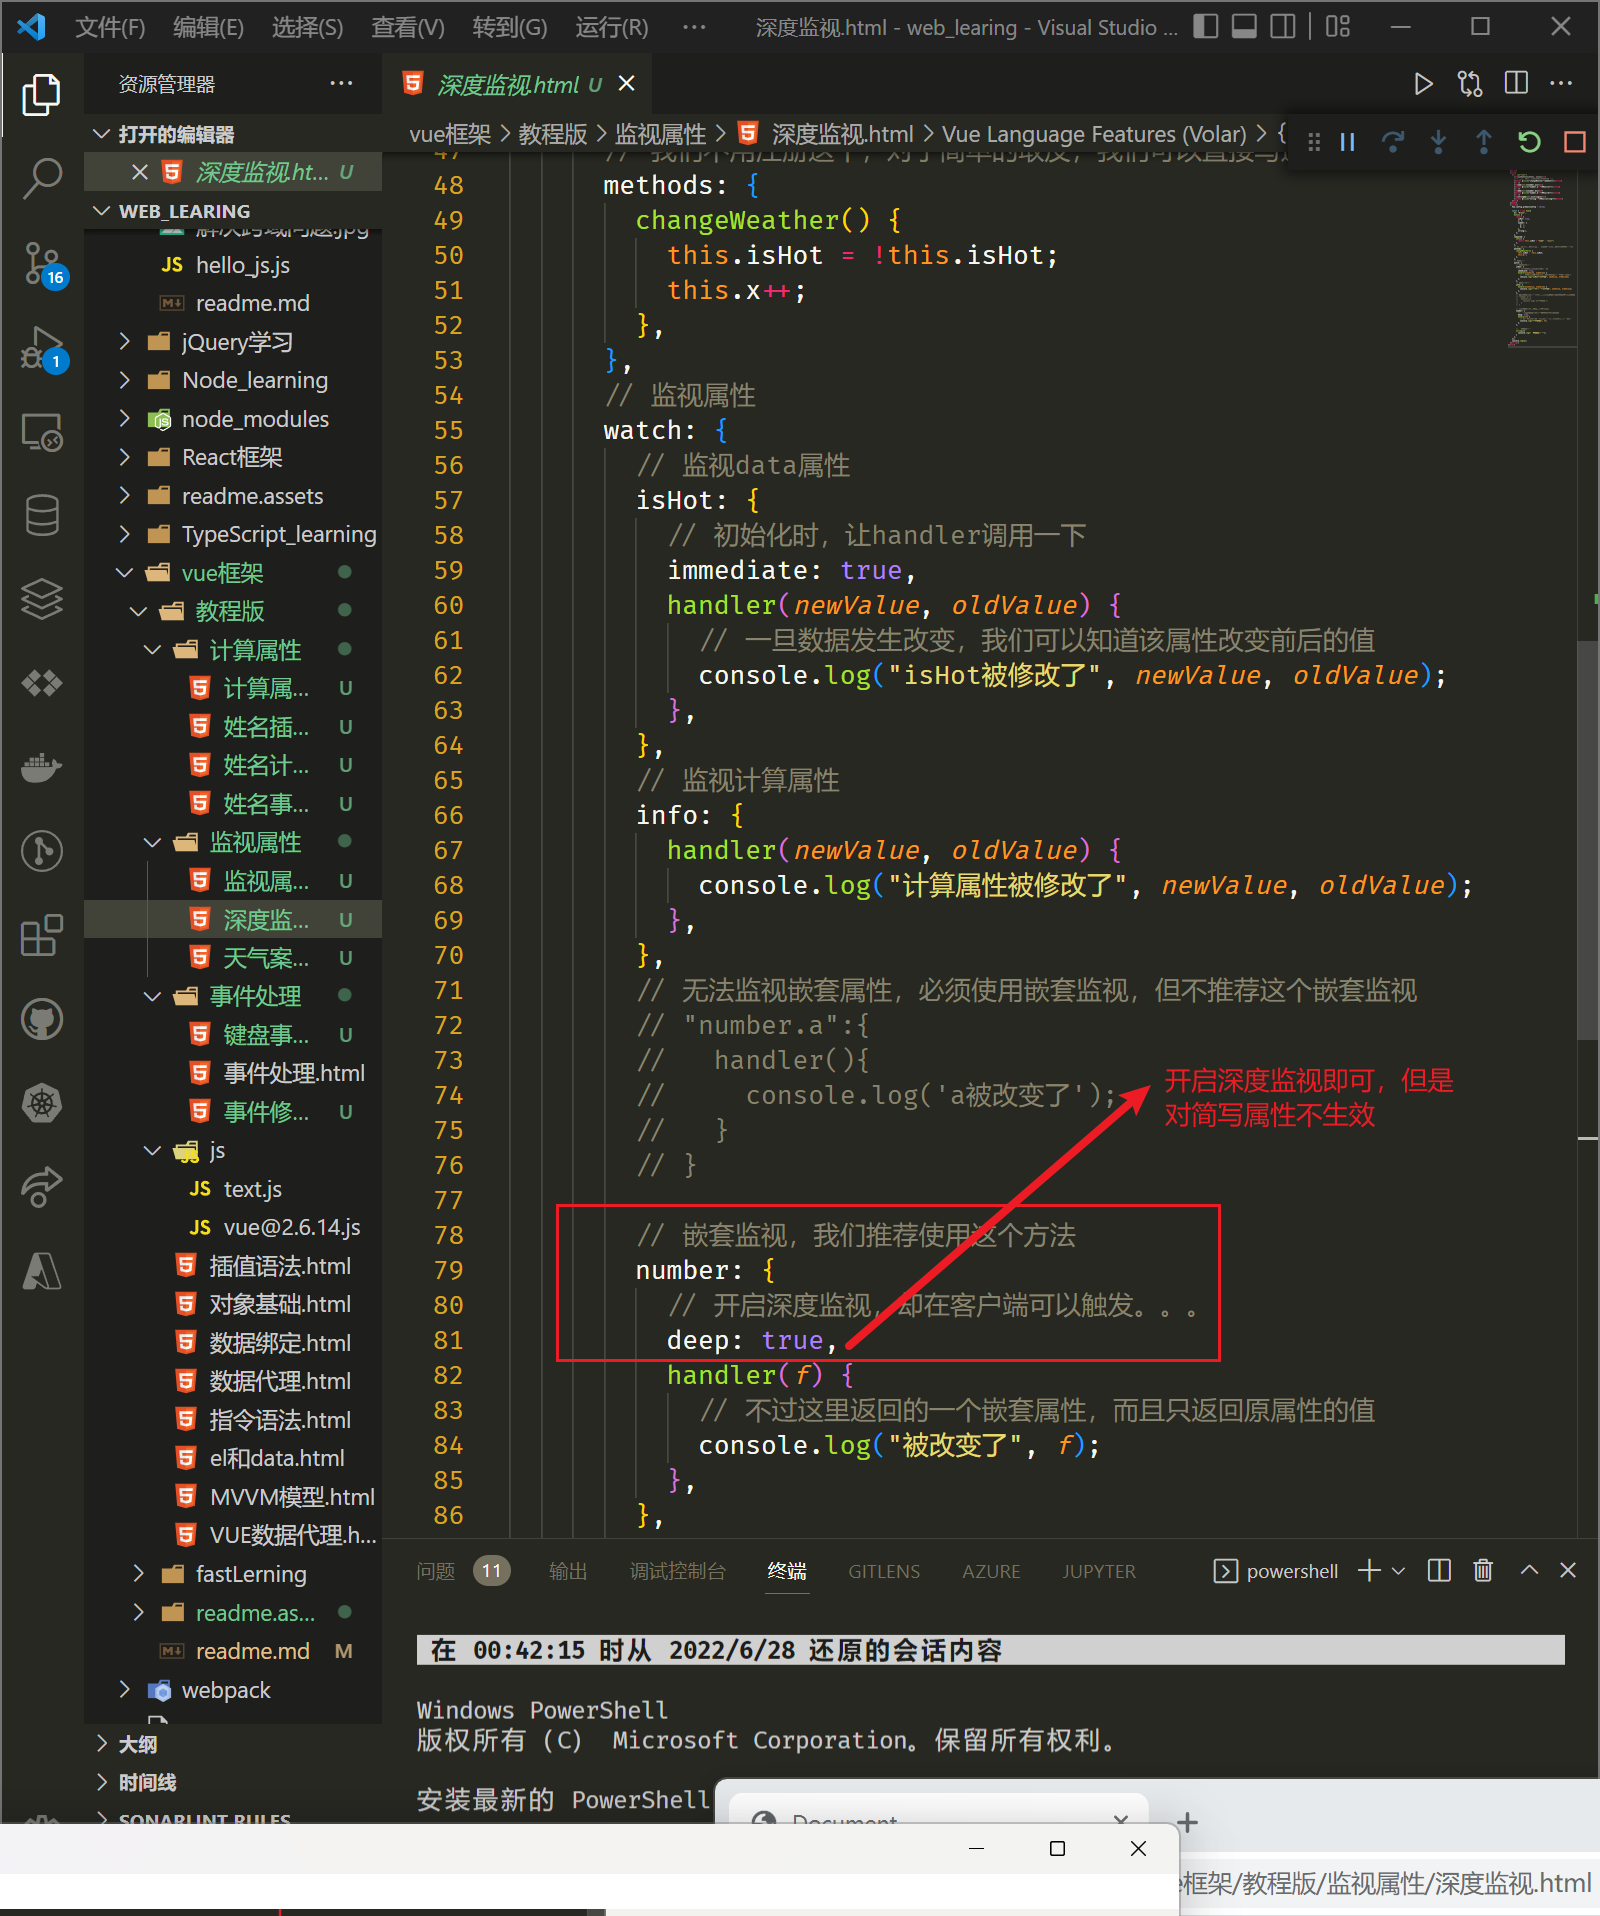 文件(F) 编辑(E) 选择(S) 查看(V) 转到(G) 运行(R) ··· 深度监视.html - web_learing - Visual Studio ...
资源管理器 ···
深度监视.html U
打开的编辑器
vue框架 > 教程版 > 监视属性 > 深度监视.html > Vue Language Features (Volar) >
深度监视.ht... U
WEB_LEARING
解决跨域问题.jpg
JS hello_js.js
readme.md
jQuery学习
Node_learning
node_modules
React框架
readme.assets
TypeScript_learning
vue框架
教程版
计算属性
计算属... U
姓名插... U
姓名计... U
姓名事... U
监视属性
监视属... U
深度监... U
天气案... U
事件处理
键盘事... U
事件处理.html
事件修... U
js
JS text.js
JS vue@2.6.14.js
插值语法.html
对象基础.html
数据绑定.html
数据代理.html
指令语法.html
el和data.html
MVVM模型.html
VUE数据代理.h...
fastLerning
readme.as...
readme.md M
webpack
大纲
时间线
SONARLINT RULES
16
1
48 methods: {
49 changeWeather() {
50 this.isHot = !this.isHot;
51 this.x++;
52 },
53 },
54 // 监视属性
55 watch: {
56 // 监视data属性
57 isHot: {
58 // 初始化时，让handler调用一下
59 immediate: true,
60 handler(newValue, oldValue) {
61 // 一旦数据发生改变，我们可以知道该属性改变前后的值
62 console.log("isHot被修改了", newValue, oldValue);
63 },
64 },
65 // 监视计算属性
66 info: {
67 handler(newValue, oldValue) {
68 console.log("计算属性被修改了", newValue, oldValue);
69 },
70 },
71 // 无法监视嵌套属性，必须使用嵌套监视，但不推荐这个嵌套监视
72 // "number.a":{
73 // handler(){
74 // console.log('a被改变了');
75 // }
76 // }
77
78 // 嵌套监视，我们推荐使用这个方法
79 number: {
80 // 开启深度监视，却在客户端可以触发。。。
81 deep: true,
82 handler(f) {
83 // 不过这里返回的一个嵌套属性，而且只返回原属性的值
84 console.log("被改变了", f);
85 },
86 },
开启深度监视即可，但是
对简写属性不生效
问题 11 输出 调试控制台 终端 GITLENS AZURE JUPYTER powershell
在 00:42:15 时从 2022/6/28 还原的会话内容
Windows PowerShell
版权所有 (C) Microsoft Corporation。保留所有权利。
安装最新的 PowerShell
Document
框架/教程版/监视属性/深度监视.html